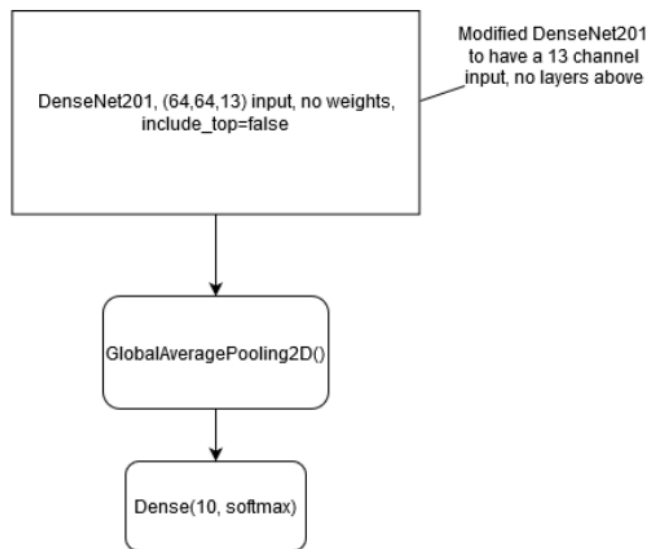 Modified DenseNet201
to have a 13 channel
input, no layers above
DenseNet201, (64,64,13) input, no weights,
include_top=false
GlobalAveragePooling2D()
Dense(10, softmax)